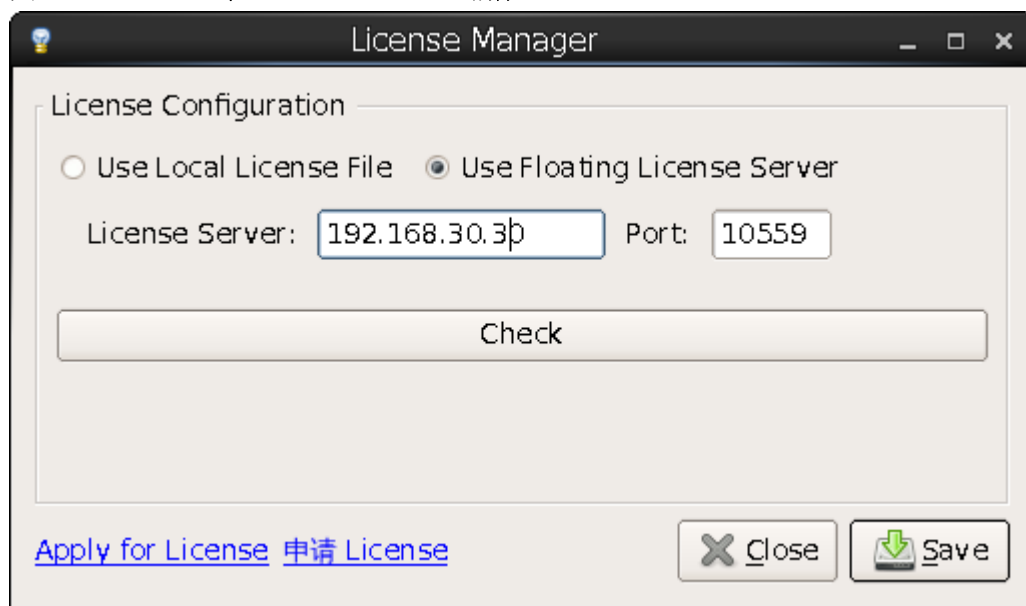 License Manager
License Configuration
Use Local License File Use Floating License Server
License Server: 192.168.30.30 Port: 10559
Check
Apply for License 申请 License Close Save